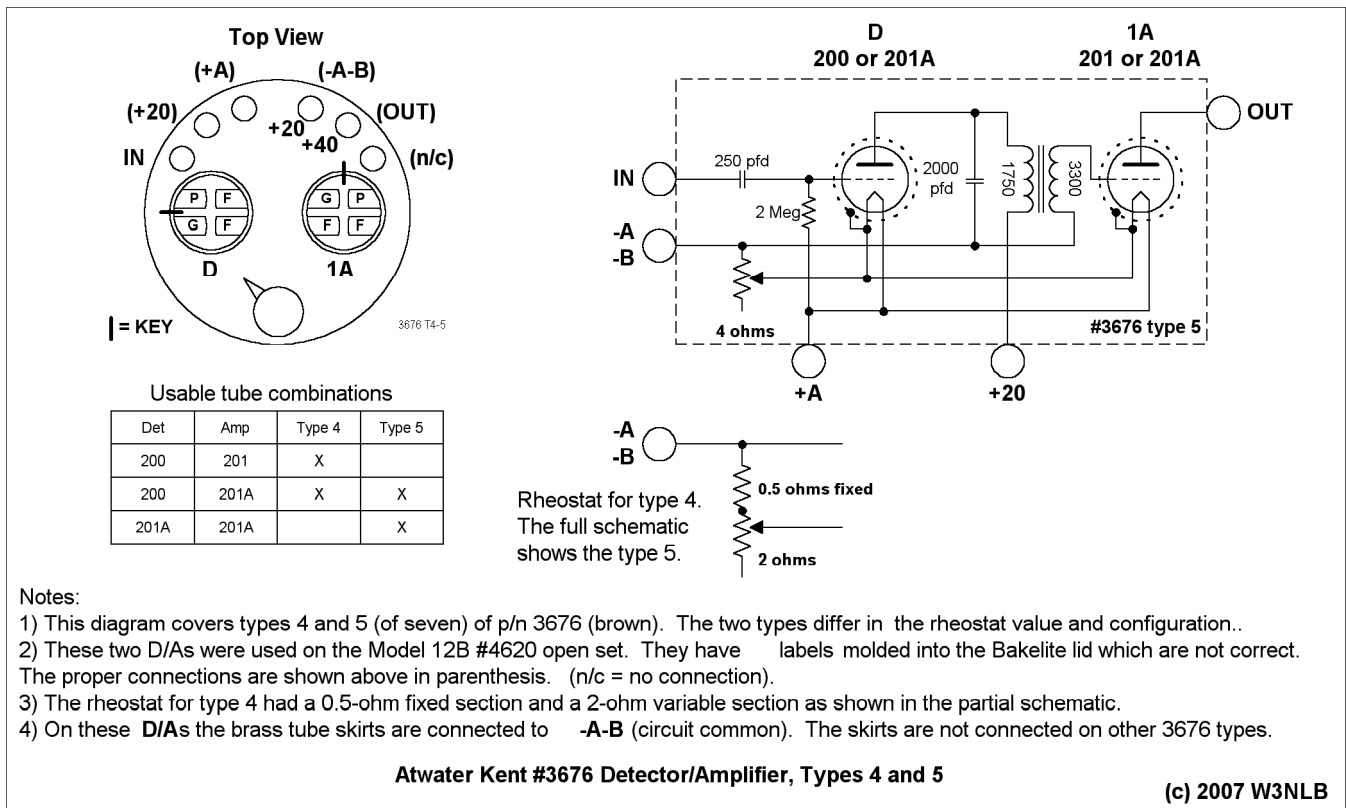 Top View
(+A) (-A-B)
(+20) (OUT)
+20
+40
IN (n/c)
P F G P
G F F F
D 1A
= KEY
3676 T4-5
D 1A
200 or 201A 201 or 201A
OUT
IN
250 pfd
2 Meg
2000
pfd
1750
3300
-A
-B
4 ohms
#3676 type 5
+A +20
Usable tube combinations
Det Amp Type 4 Type 5
200 201 X
200 201A X X
201A 201A X
-A
-B
0.5 ohms fixed
2 ohms
Rheostat for type 4.
The full schematic
shows the type 5.
Notes:
1) This diagram covers types 4 and 5 (of seven) of p/n 3676 (brown). The two types differ in the rheostat value and configuration..
2) These two D/As were used on the Model 12B #4620 open set. They have labels molded into the Bakelite lid which are not correct.
The proper connections are shown above in parenthesis. (n/c = no connection).
3) The rheostat for type 4 had a 0.5-ohm fixed section and a 2-ohm variable section as shown in the partial schematic.
4) On these D/As the brass tube skirts are connected to -A-B (circuit common). The skirts are not connected on other 3676 types.
Atwater Kent #3676 Detector/Amplifier, Types 4 and 5
(c) 2007 W3NLB